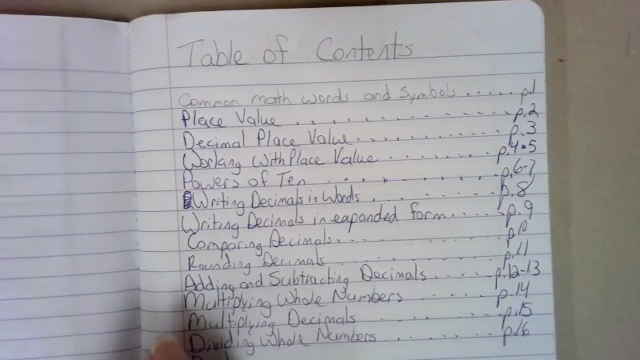 Table of Contents
Common math words and Symbols ..... p.1
Place Value ............ p.2
Decimal Place Value ......... p.3
Working With Place Value ........ p.4-5
Powers of Ten ......... p.6-7
Writing Decimals in Words ........ p.8
Writing Decimals in expanded form .... p.9
Comparing Decimals ......... p.10
Rounding Decimals ......... p.11
Adding and Subtracting Decimals ..... p.12-13
Multiplying Whole Numbers ...... p.14
Multiplying Decimals ........ p.15
Dividing Whole Numbers ....... p.16